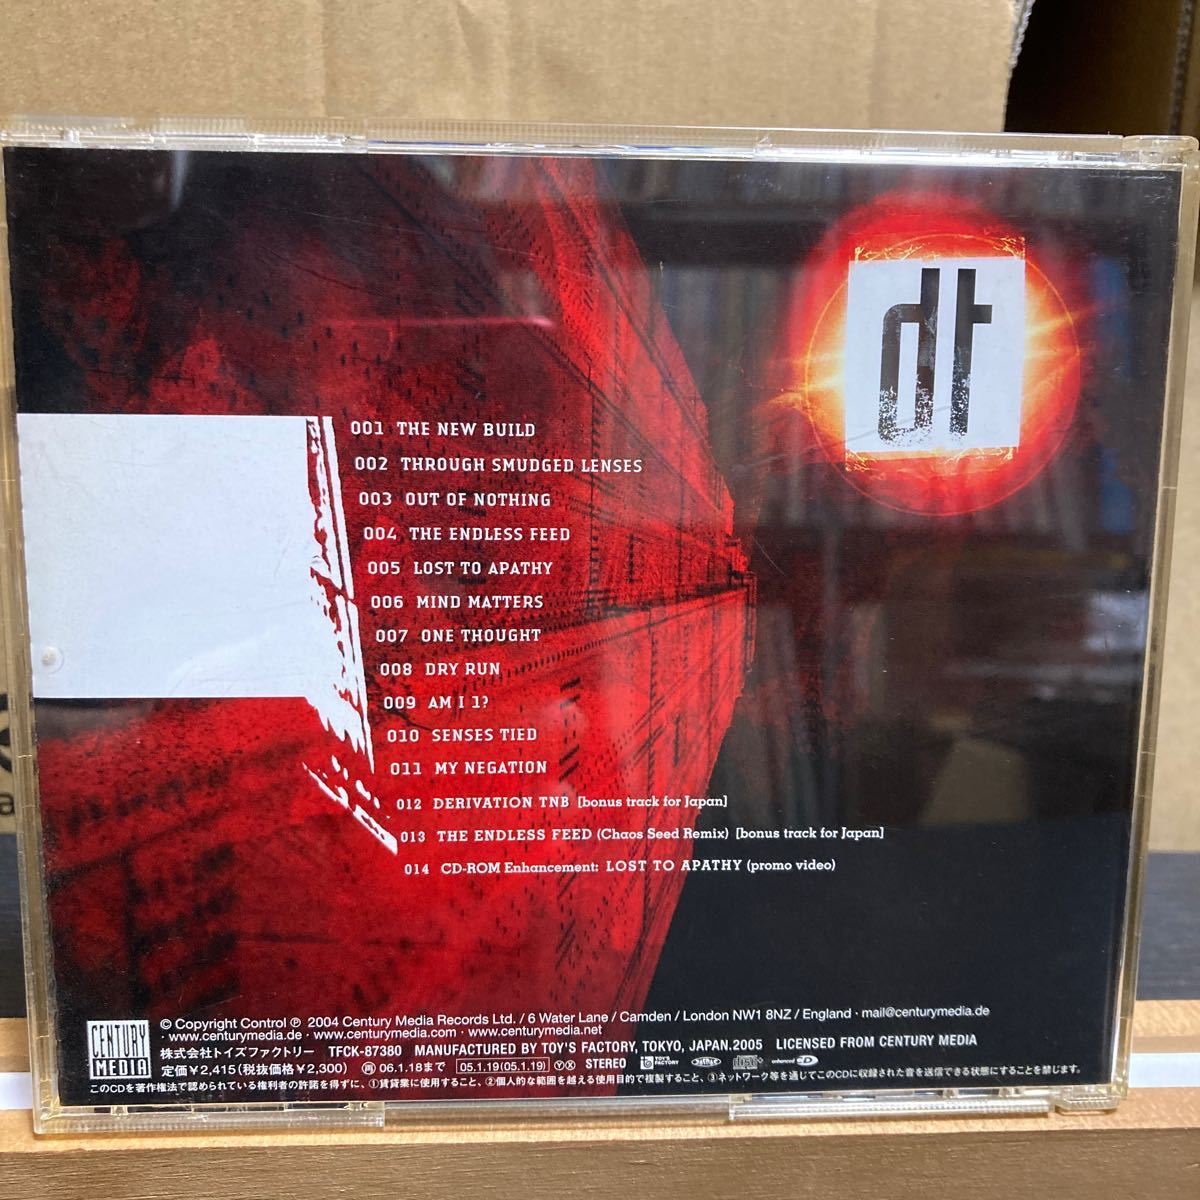 dt
001 THE NEW BUILD
002 THROUGH SMUDGED LENSES
003 OUT OF NOTHING
004 THE ENDLESS FEED
005 LOST TO APATHY
006 MIND MATTERS
007 ONE THOUGHT
008 DRY RUN
009 AM I 1?
010 SENSES TIED
011 MY NEGATION
012 DERIVATION TNB [bonus track for Japan]
013 THE ENDLESS FEED (Chaos Seed Remix) [bonus track for Japan]
014 CD-ROM Enhancement: LOST TO APATHY (promo video)
CENTURY MEDIA
© Copyright Control ℗ 2004 Century Media Records Ltd. / 6 Water Lane / Camden / London NW1 8NZ / England · mail@centurymedia.de
· www.centurymedia.de · www.centurymedia.com · www.centurymedia.net
株式会社トイズファクトリー TFCK-87380 MANUFACTURED BY TOY'S FACTORY, TOKYO, JAPAN.2005 LICENSED FROM CENTURY MEDIA
定価¥2,415(税抜価格¥2,300) 再 06.1.18まで 05.1.19(05.1.19) Ⓨ Ⓧ STEREO TOY'S FACTORY enhanced CD
このCDを著作権法で認められている権利者の許諾を得ずに、①賃貸業に使用すること、②個人的な範囲を越える使用目的で複製すること、③ネットワーク等を通じてこのCDに収録された音を送信できる状態にすることを禁じます。